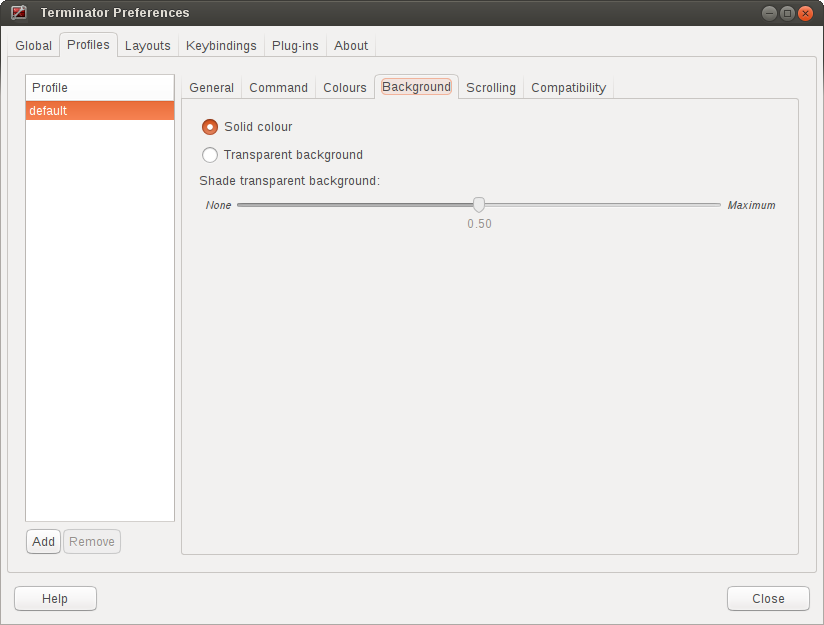 Terminator Preferences
Global Profiles Layouts Keybindings Plug-ins About
Profile
default
General Command Colours Background Scrolling Compatibility
Solid colour
Transparent background
Shade transparent background:
None Maximum
0.50
Add Remove
Help Close